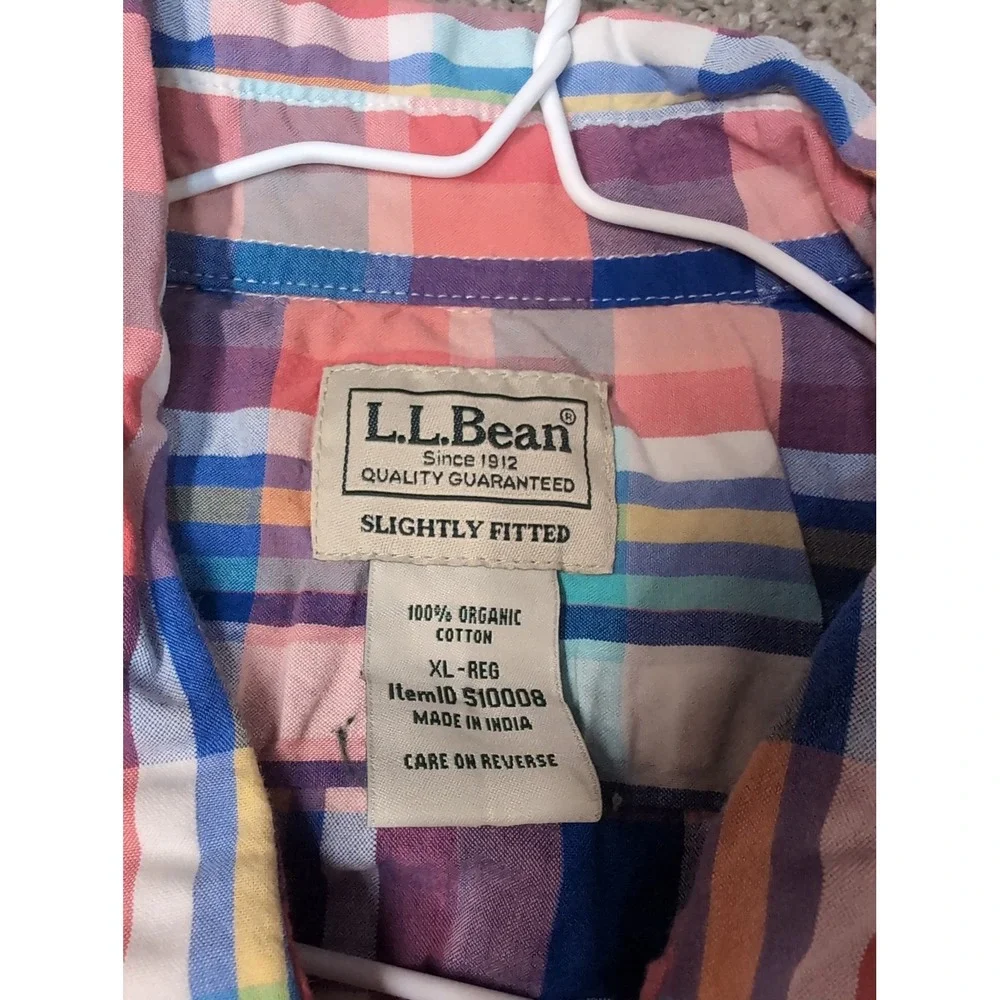 L.L.Bean®
Since 1912
QUALITY GUARANTEED
SLIGHTLY FITTED
100% ORGANIC
COTTON
XL-REG
ItemID 510008
MADE IN INDIA
CARE ON REVERSE